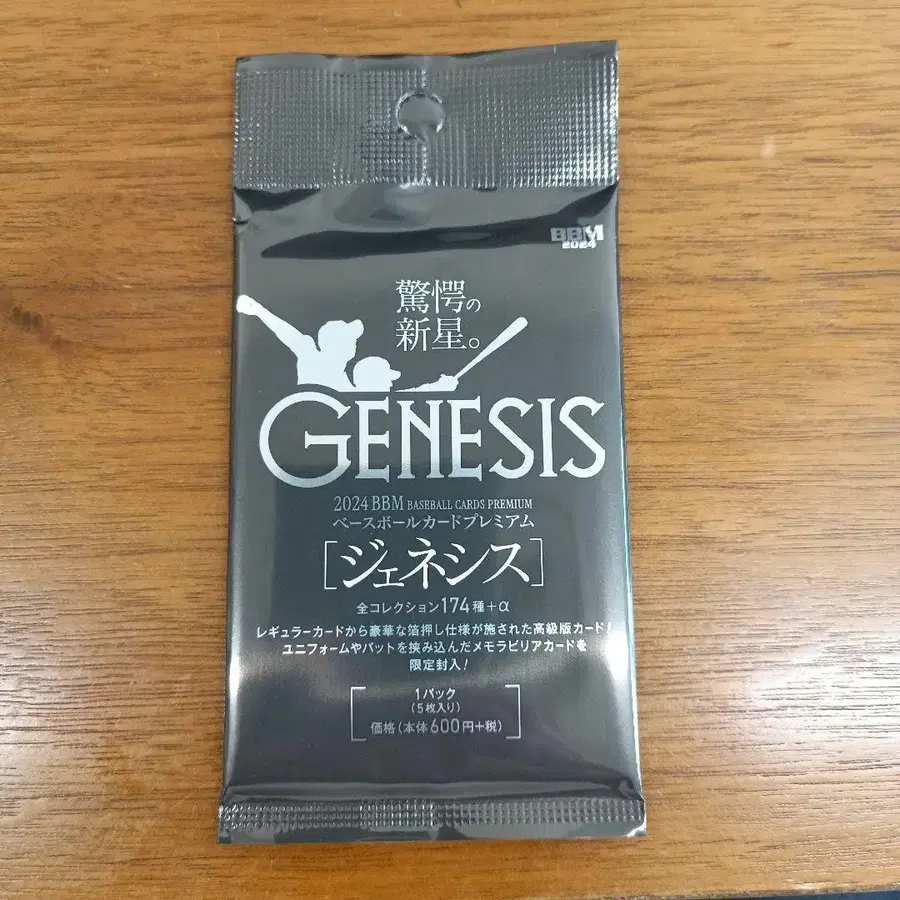 BBM
2024
驚愕の
新星。
GENESIS
2024 BBM BASEBALL CARDS PREMIUM
ベースボールカードプレミアム
[ジェネシス]
全コレクション174種+α
レギュラーカードから豪華な箔押し仕様が施された高級版カード!
ユニフォームやバットを挟み込んだメモラビリアカードを
限定封入!
1パック
(5枚入り)
価格(本体600円+税)